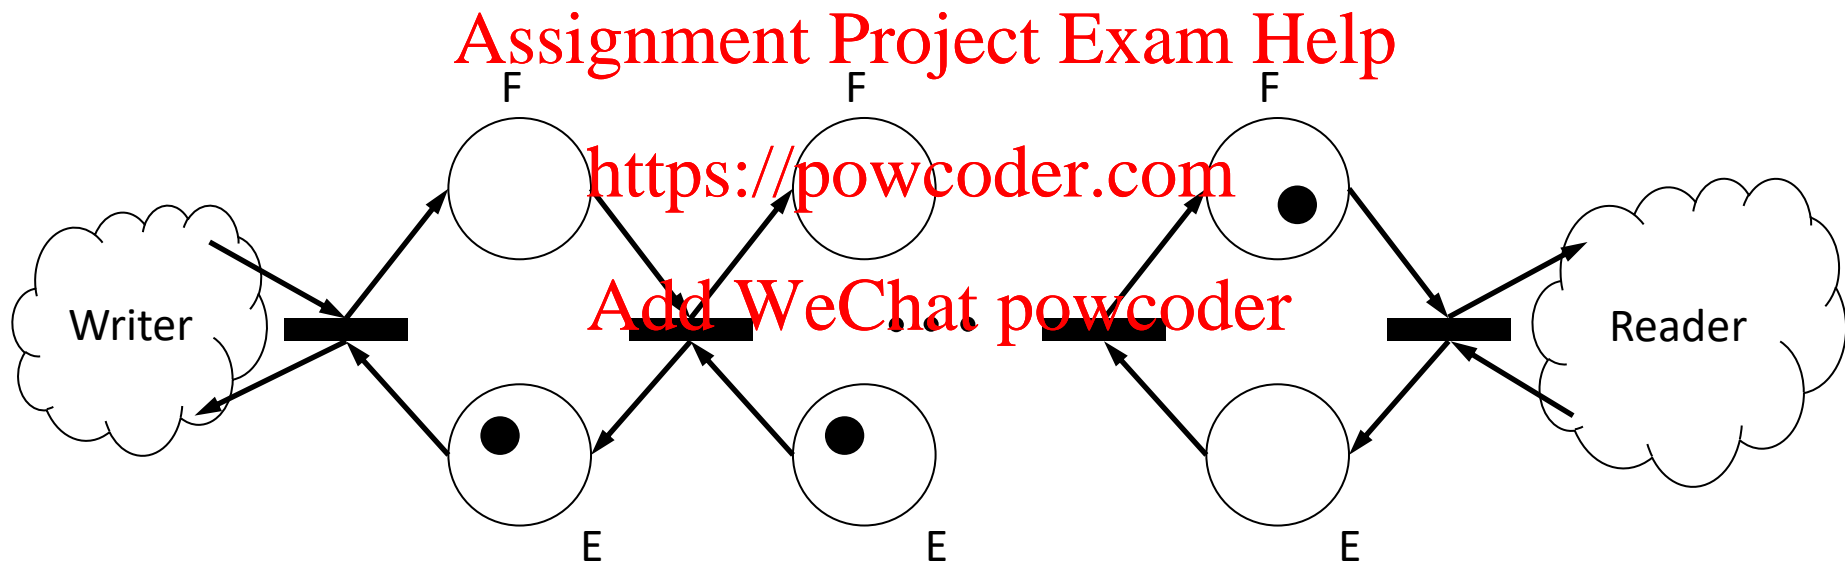 Assignment Project Exam Help
F F F
https://powcoder.com
Add WeChat powcoder
Writer Reader
E E E